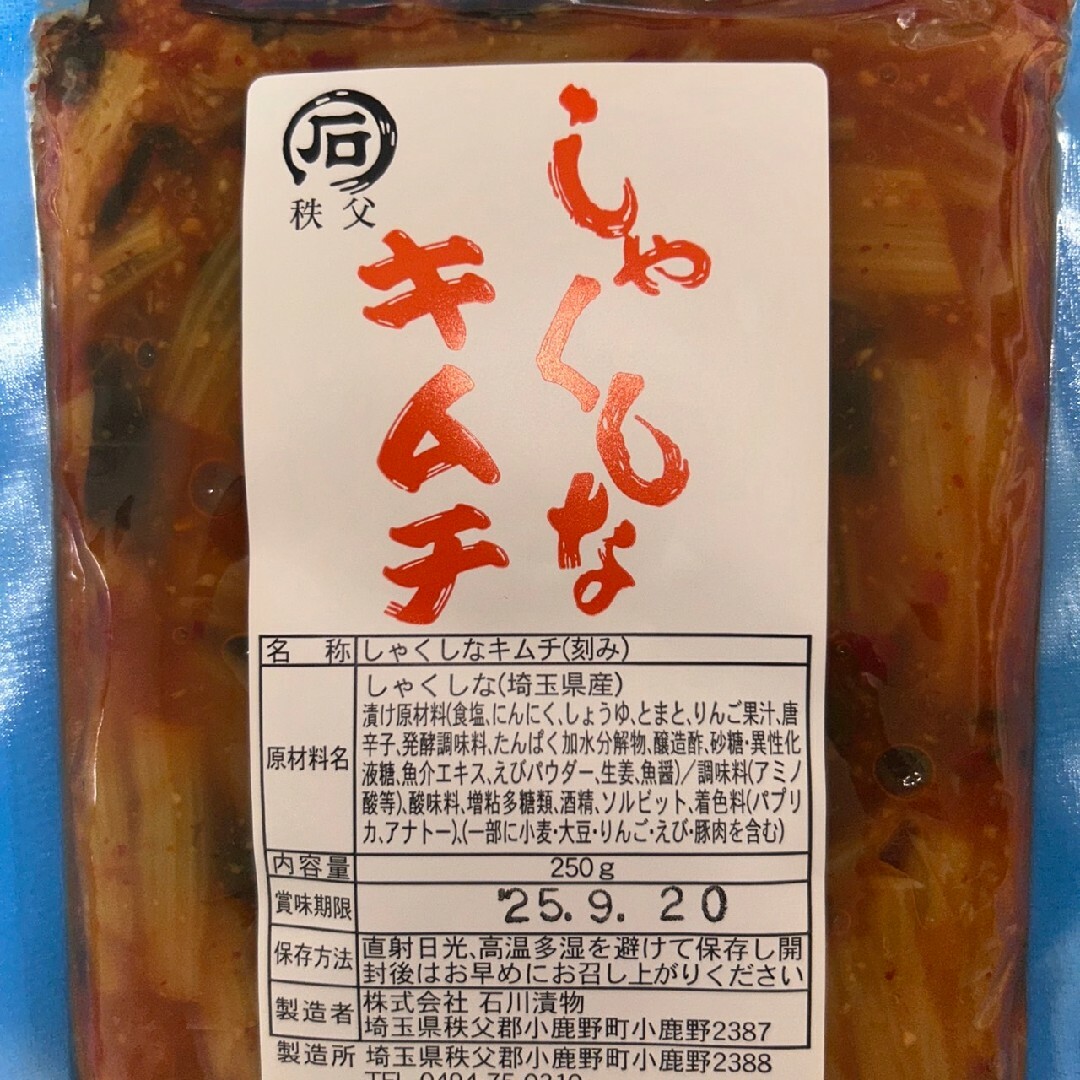 石
秩父
しゃくしな
キムチ
名 称 しゃくしなキムチ(刻み)
原材料名 しゃくしな(埼玉県産)
漬け原材料(食塩、にんにく、しょうゆ、とまと、りんご果汁、唐
辛子、発酵調味料、たんぱく加水分解物、醸造酢、砂糖・異性化
液糖、魚介エキス、えびパウダー、生姜、魚醤)/調味料(アミノ
酸等)、酸味料、増粘多糖類、酒精、ソルビット、着色料(パプリ
カ、アナトー)、(一部に小麦・大豆・りんご・えび・豚肉を含む)
内容量 250g
賞味期限 '25.9.20
保存方法 直射日光、高温多湿を避けて保存し開
封後はお早めにお召し上がりください
製造者 株式会社 石川漬物
埼玉県秩父郡小鹿野町小鹿野2387
製造所 埼玉県秩父郡小鹿野町小鹿野2388